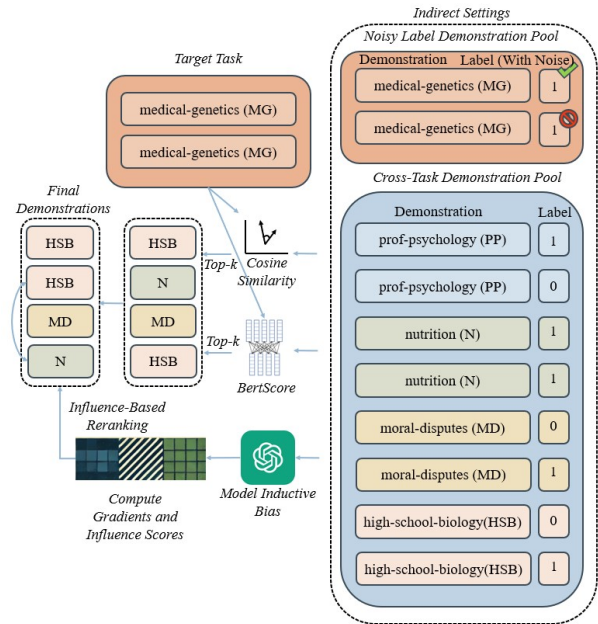 Indirect Settings
Noisy Label Demonstration Pool
Demonstration Label (With Noise)
medical-genetics (MG) 1
medical-genetics (MG) 1
Target Task
medical-genetics (MG)
medical-genetics (MG)
Cross-Task Demonstration Pool
Demonstration Label
prof-psychology (PP) 1
prof-psychology (PP) 0
nutrition (N) 1
nutrition (N) 1
moral-disputes (MD) 0
moral-disputes (MD) 1
high-school-biology(HSB) 0
high-school-biology(HSB) 1
Final
Demonstrations
HSB
HSB
MD
N
HSB
N
MD
HSB
Top-k
Cosine
Similarity
Top-k
BertScore
Influence-Based
Reranking
Compute
Gradients and
Influence Scores
Model Inductive
Bias